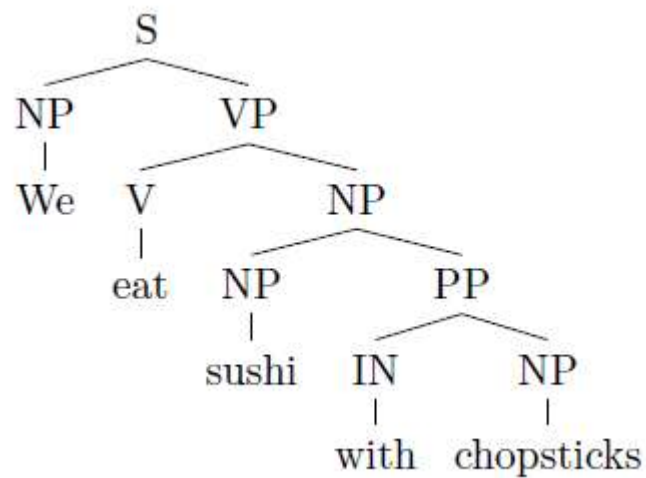 S
NP VP
We V NP
eat NP PP
sushi IN NP
with chopsticks